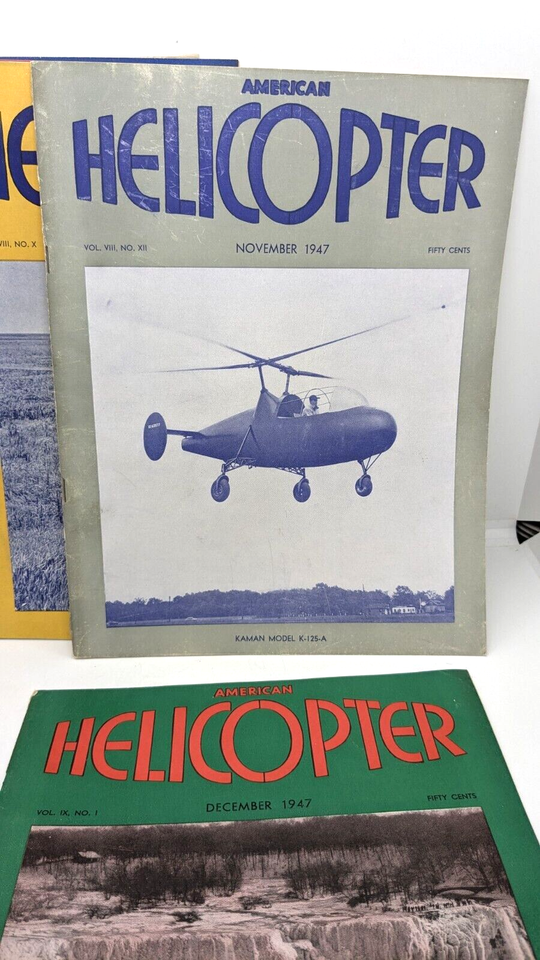 VIII, NO. X
AMERICAN
HELICOPTER
VOL. VIII, NO. XII
NOVEMBER 1947
FIFTY CENTS
KAMAN MODEL K-125-A
AMERICAN
HELICOPTER
VOL. IX, NO. 1
DECEMBER 1947
FIFTY CENTS